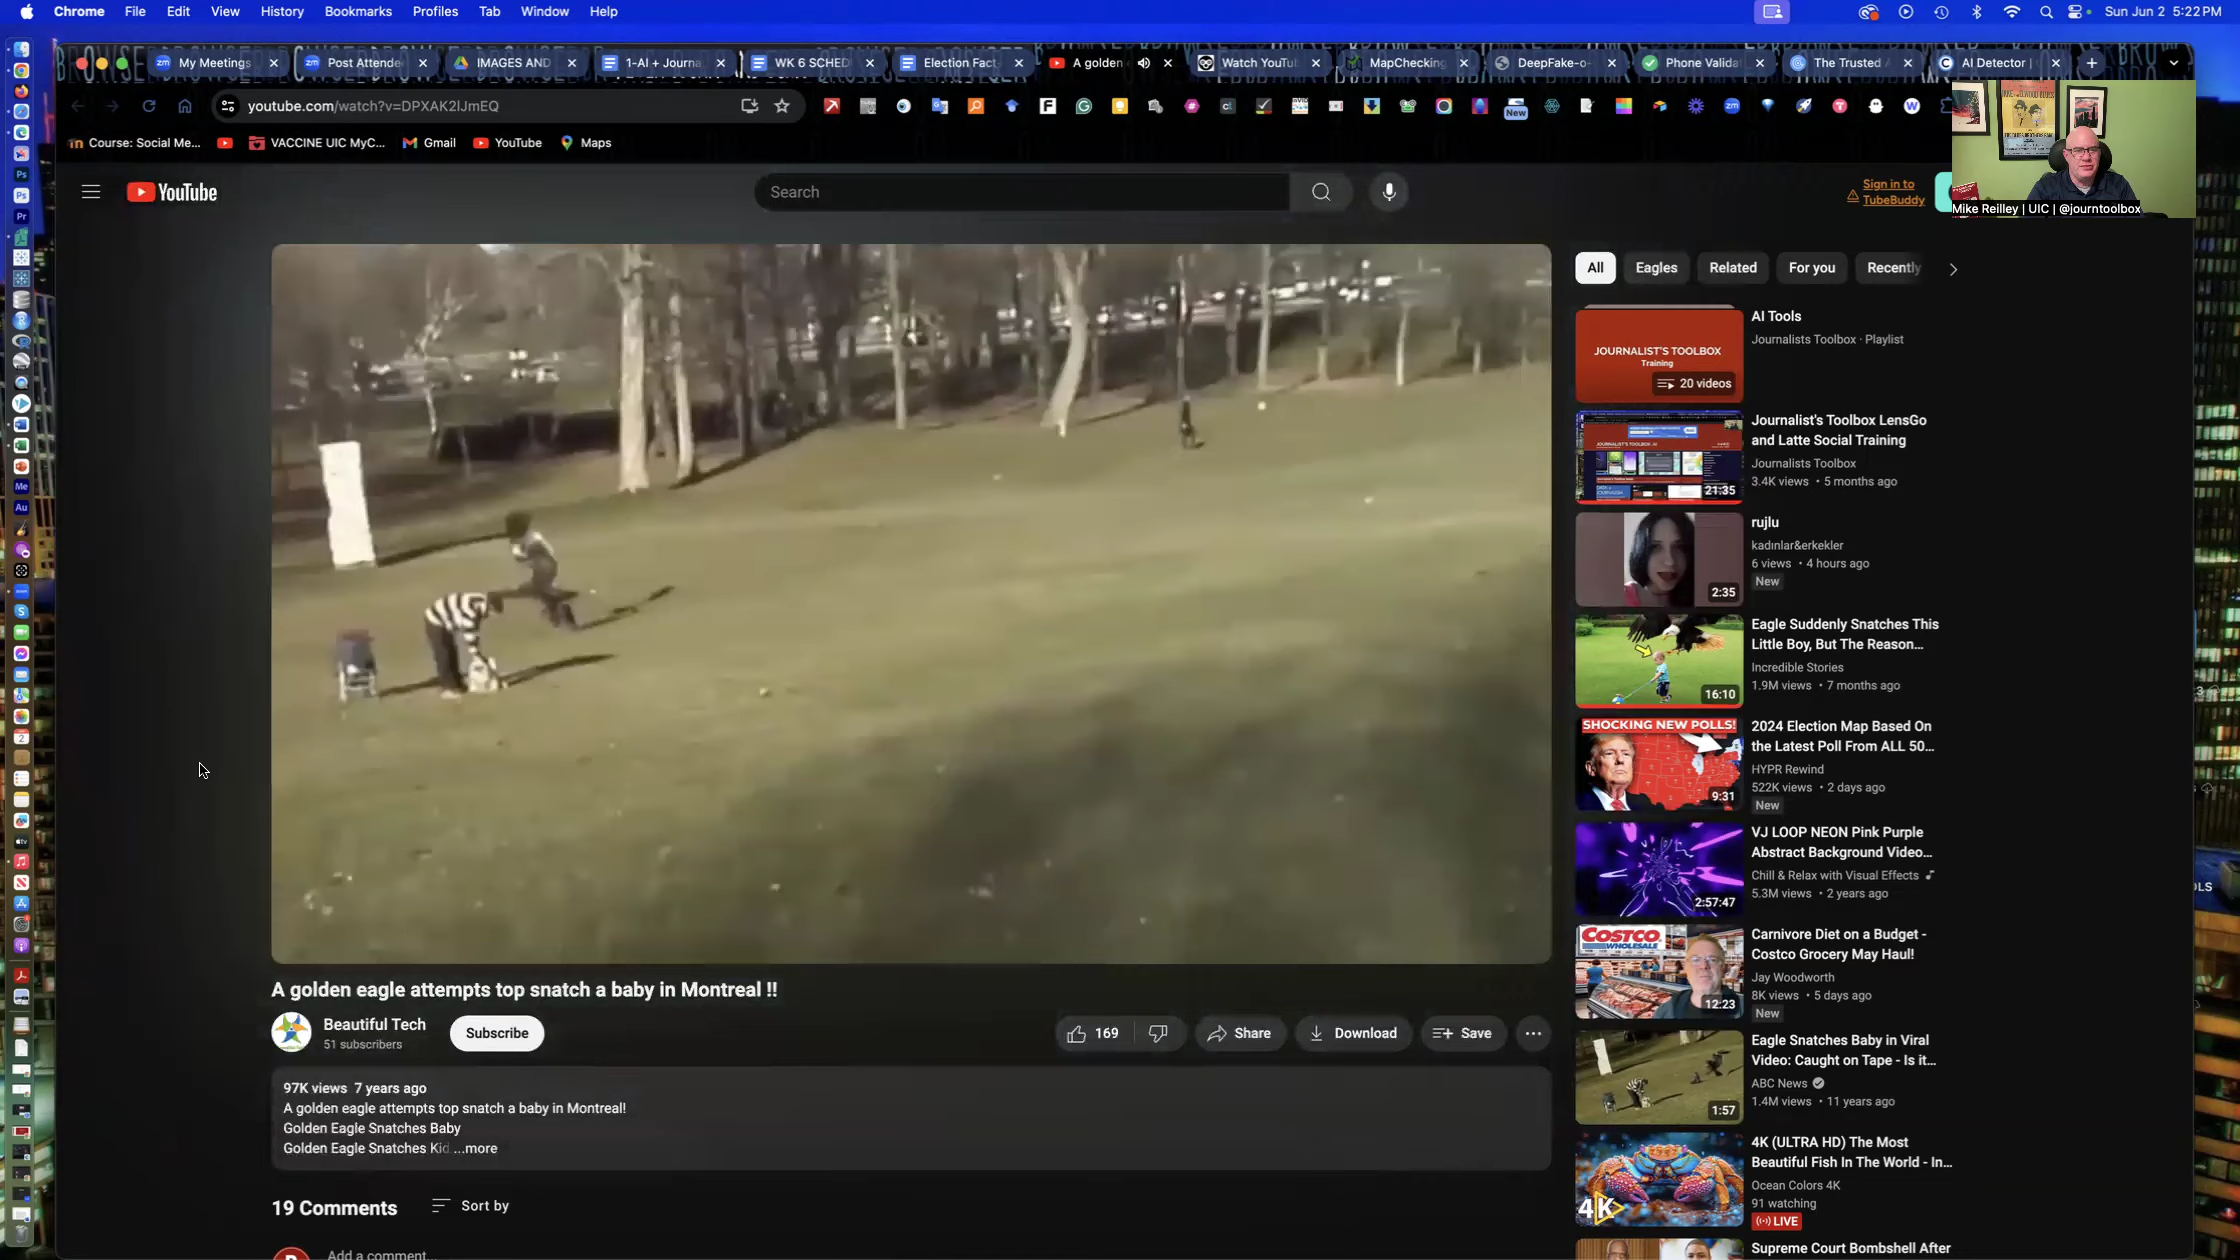 Chrome File Edit View History Bookmarks Profiles Tab Window Help
Sun Jun 2 5:22 PM
My Meetings
Post Attende
IMAGES AND
1-AI + Journa
WK 6 SCHED
Election Fact
A golden
Watch YouTu
MapChecking
DeepFake-o-
Phone Valida
The Trusted
AI Detector
youtube.com/watch?v=DPXAK2lJmEQ
New
Course: Social Me...
VACCINE UIC MyC...
Gmail
YouTube
Maps
YouTube
Search
Sign in to
TubeBuddy
Mike Reilley | UIC | @journtoolbox
All
Eagles
Related
For you
Recently
JOURNALIST'S TOOLBOX
Training
20 videos
AI Tools
Journalists Toolbox · Playlist
21:35
Journalist's Toolbox LensGo
and Latte Social Training
Journalists Toolbox
3.4K views • 5 months ago
2:35
rujlu
kadınlar&erkekler
6 views • 4 hours ago
New
16:10
Eagle Suddenly Snatches This
Little Boy, But The Reason...
Incredible Stories
1.9M views • 7 months ago
SHOCKING NEW POLLS!
9:31
2024 Election Map Based On
the Latest Poll From ALL 50...
HYPR Rewind
522K views • 2 days ago
New
2:57:47
VJ LOOP NEON Pink Purple
Abstract Background Video...
Chill & Relax with Visual Effects
5.3M views • 2 years ago
COSTCO
WHOLESALE
12:23
Carnivore Diet on a Budget -
Costco Grocery May Haul!
Jay Woodworth
8K views • 5 days ago
New
1:57
Eagle Snatches Baby in Viral
Video: Caught on Tape - Is it...
ABC News
1.4M views • 11 years ago
4K
4K (ULTRA HD) The Most
Beautiful Fish In The World - In...
Ocean Colors 4K
91 watching
LIVE
Supreme Court Bombshell After
A golden eagle attempts top snatch a baby in Montreal !!
Beautiful Tech
51 subscribers
Subscribe
169
Share
Download
Save
97K views 7 years ago
A golden eagle attempts top snatch a baby in Montreal!
Golden Eagle Snatches Baby
Golden Eagle Snatches Kid ...more
19 Comments
Sort by
Add a comment...